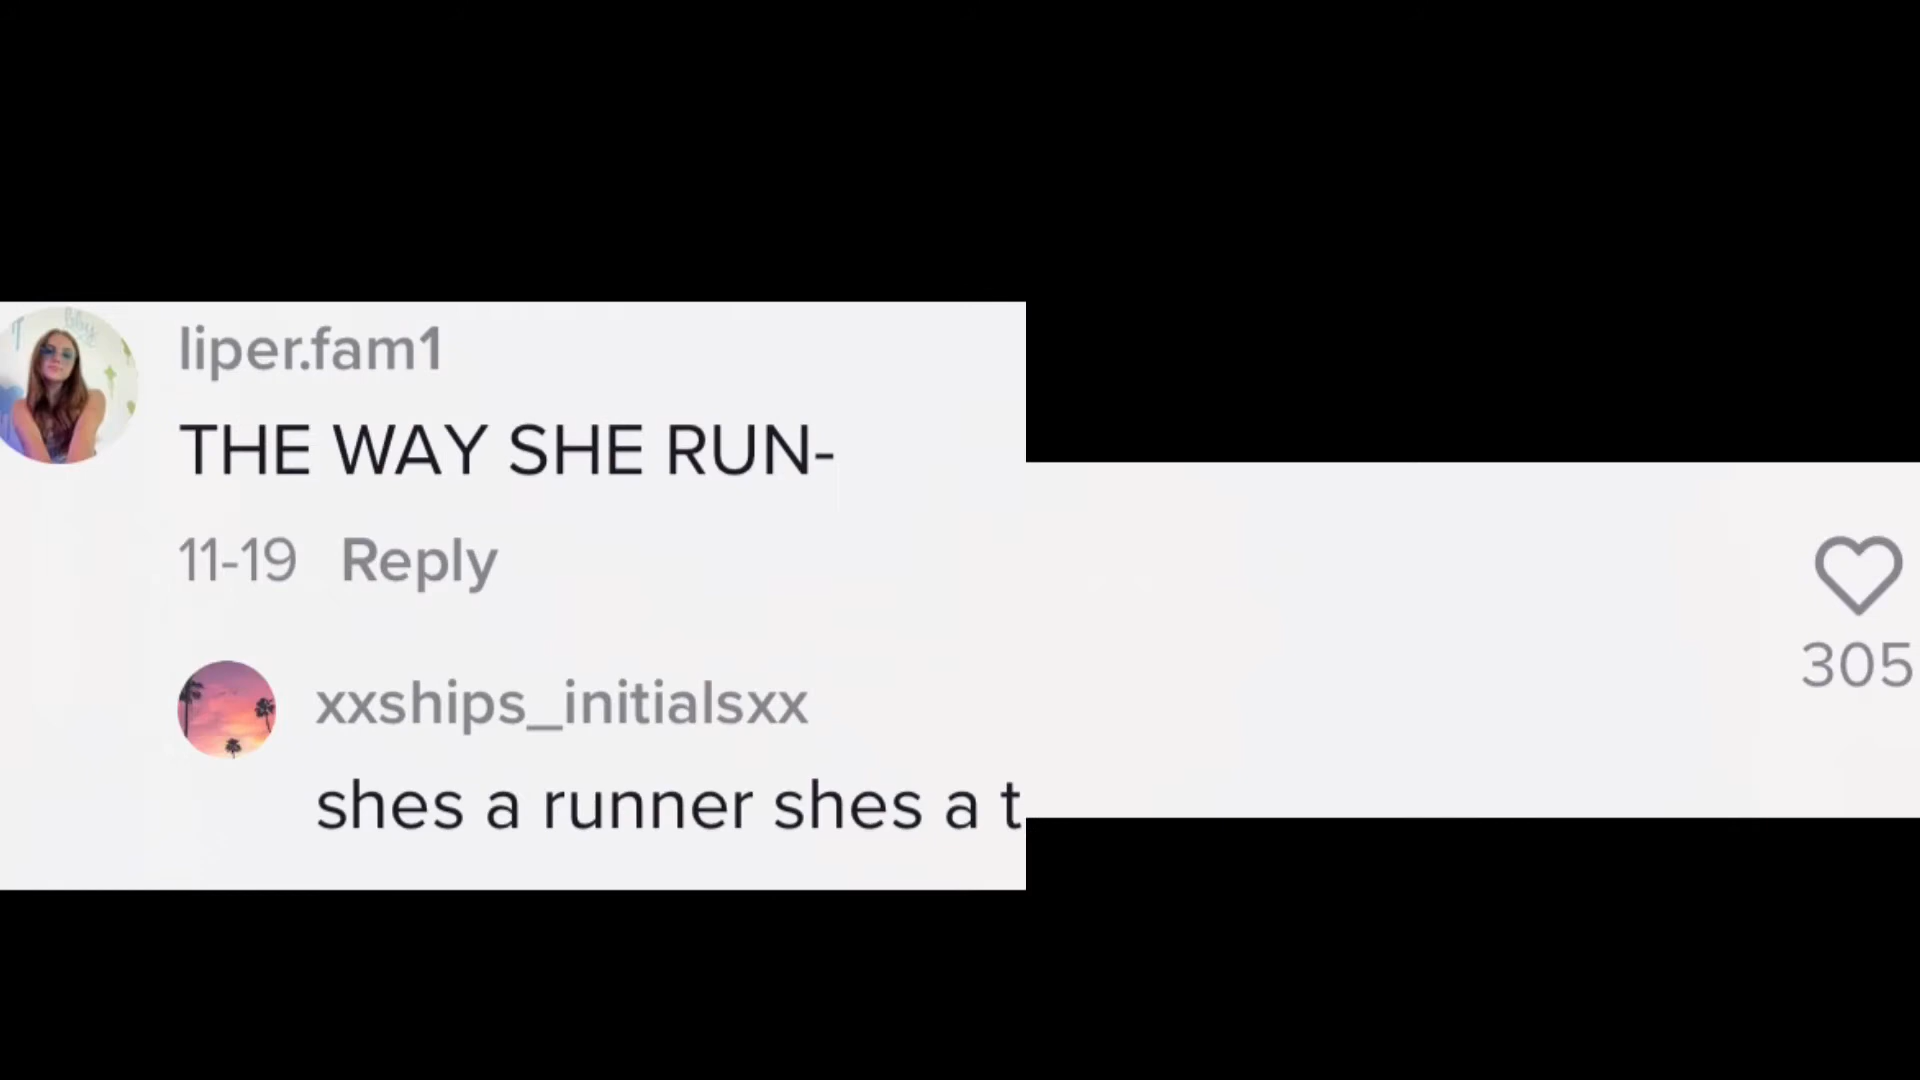 liper.fam1
THE WAY SHE RUN-
11-19 Reply
305
xxships_initialsxx
shes a runner shes a t